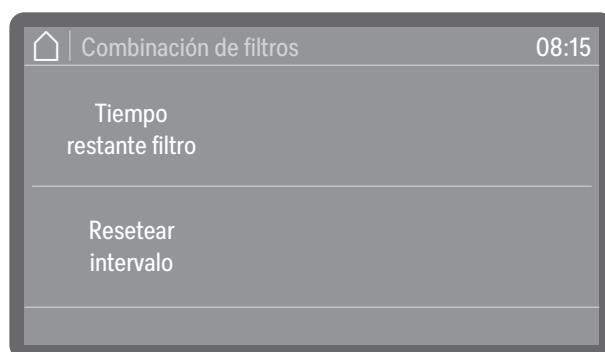 Combinación de filtros 08:15
Tiempo
restante filtro
Resetear
intervalo